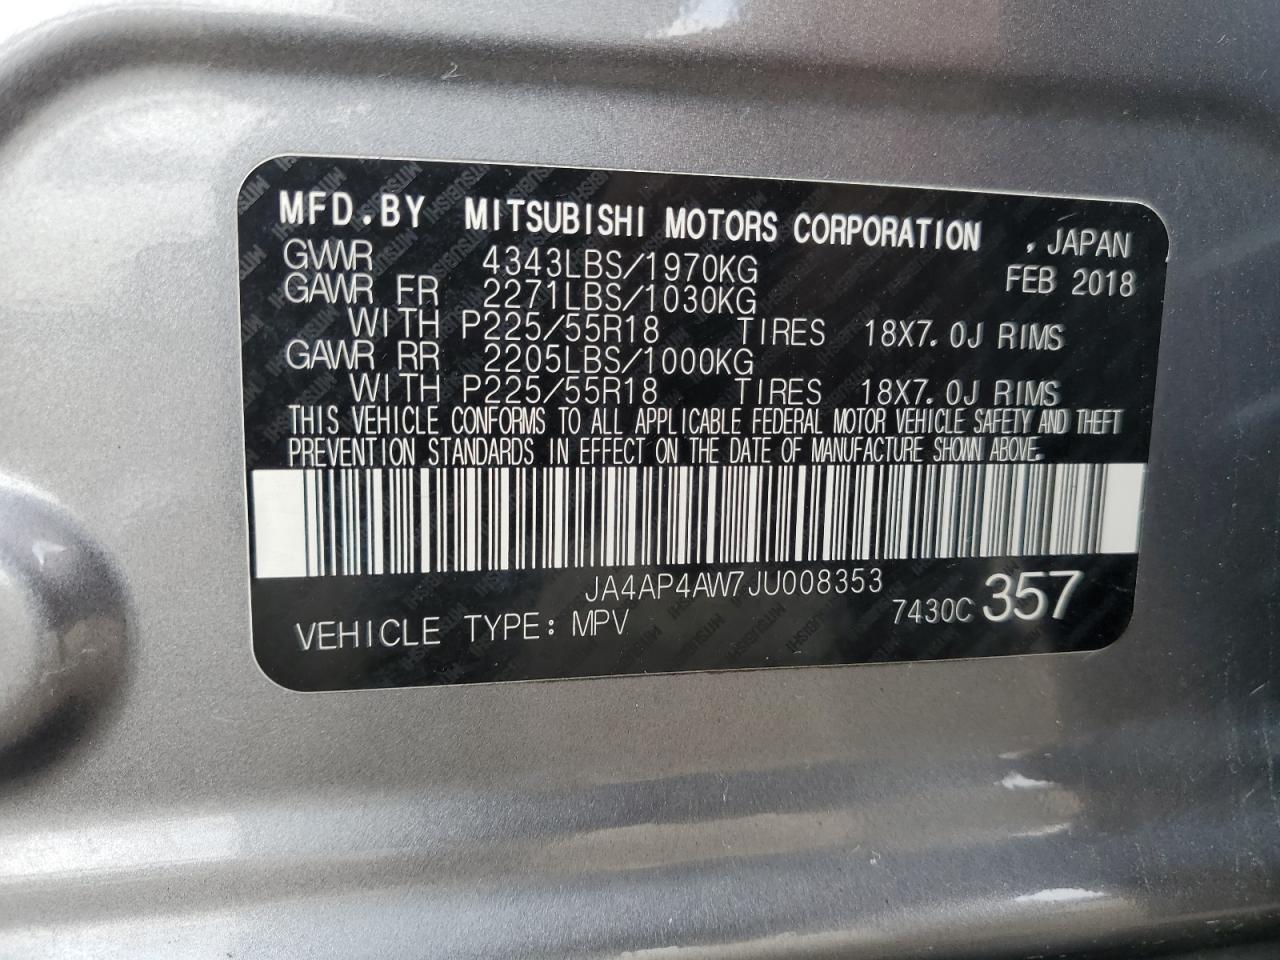 MFD.BY MITSUBISHI MOTORS CORPORATION , JAPAN
GVWR 4343LBS/1970KG FEB 2018
GAWR FR 2271LBS/1030KG
WITH P225/55R18 TIRES 18X7.0J RIMS
GAWR RR 2205LBS/1000KG
WITH P225/55R18 TIRES 18X7.0J RIMS
THIS VEHICLE CONFORMS TO ALL APPLICABLE FEDERAL MOTOR VEHICLE SAFETY AND THEFT
PREVENTION STANDARDS IN EFFECT ON THE DATE OF MANUFACTURE SHOWN ABOVE.
JA4AP4AW7JU008353
VEHICLE TYPE: MPV 7430C 357